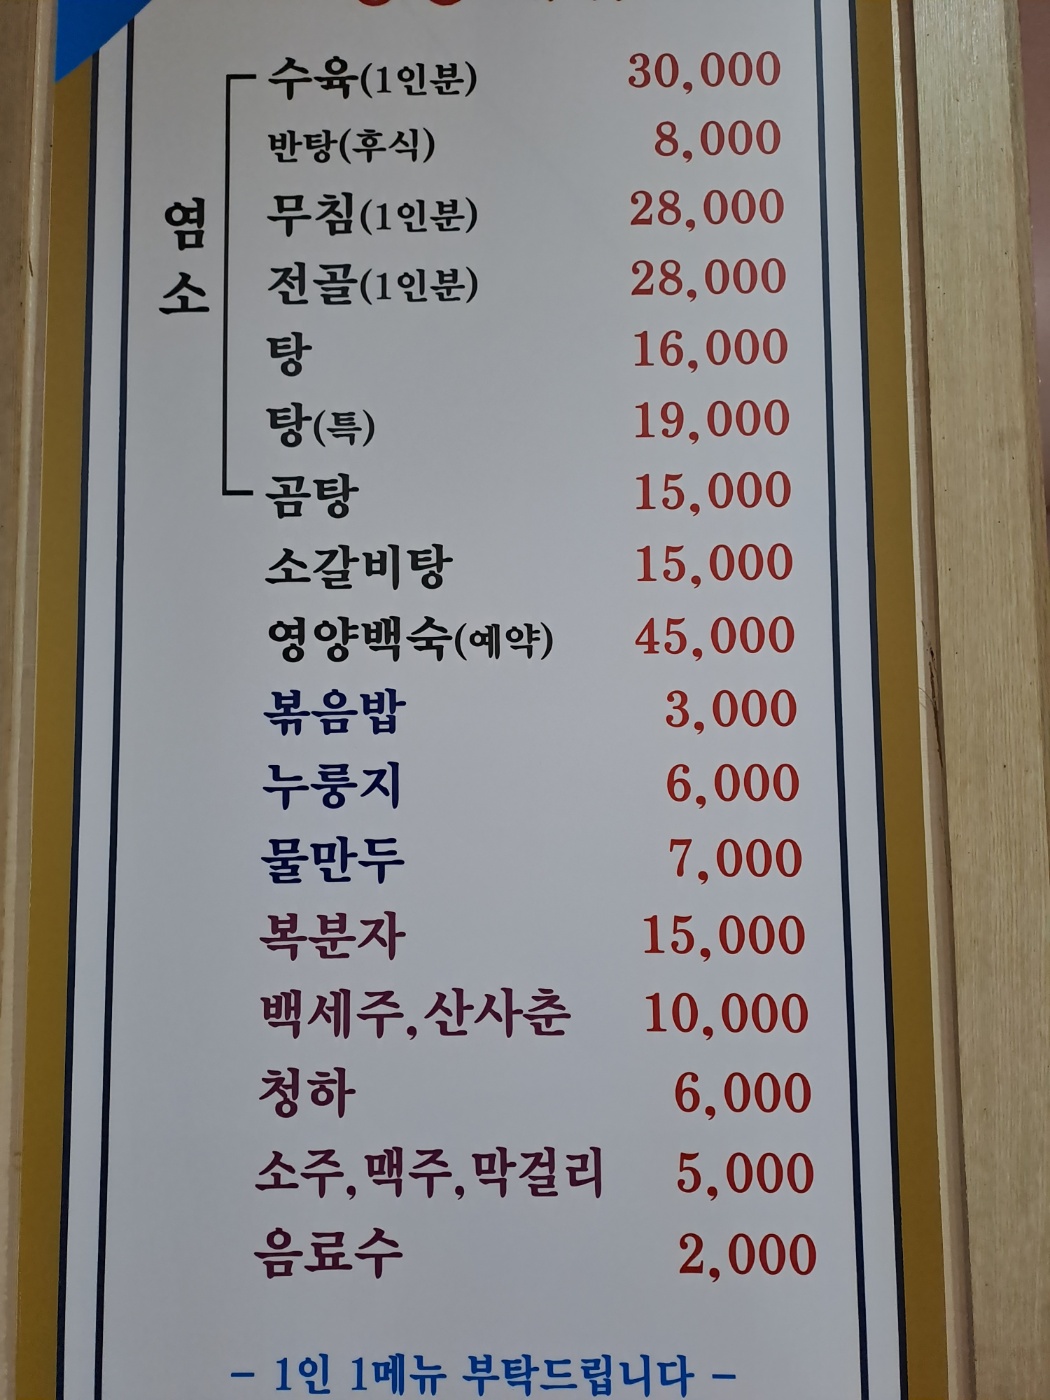 수육(1인분) 30,000
반탕(후식) 8,000
무침(1인분) 28,000
염소
전골(1인분) 28,000
탕 16,000
탕(특) 19,000
곰탕 15,000
소갈비탕 15,000
영양백숙(예약) 45,000
볶음밥 3,000
누룽지 6,000
물만두 7,000
복분자 15,000
백세주,산사춘 10,000
청하 6,000
소주,맥주,막걸리 5,000
음료수 2,000
- 1인 1메뉴 부탁드립니다 -